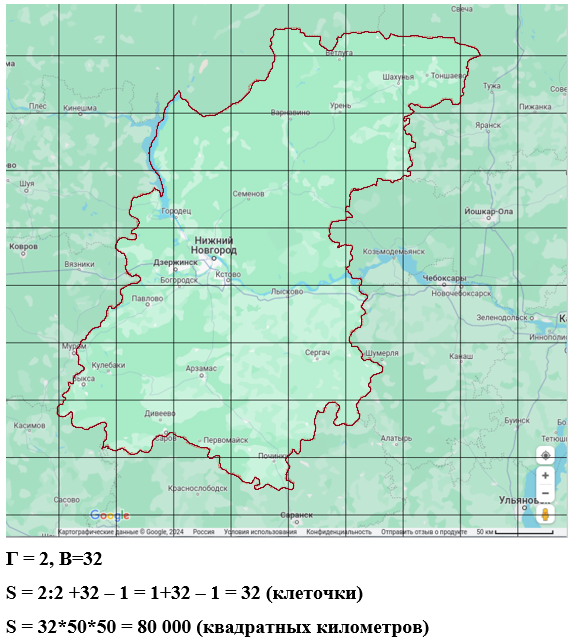 Свеча
Ветлуга
Шахунья
Тоншаево
Тужа
Плёс
Кинешма
Варнавино
Урень
Пижанка
Яранск
Шуя
Семенов
Городец
Йошкар-Ола
Ковров
Нижний
Новгород
Козьмодемьянск
Вязники
Дзержинск
Кстово
Богородск
Чебоксары
Лысково
Новочебоксарск
Павлово
Зеленодольск
Иннополис
Муром
Сергач
Шумерля
Канаш
Кулебаки
Арзамас
Выкса
Дивеево
Касимов
Буинск
Саров
Первомайск
Алатырь
Тетюш
Починки
Сасово
Краснослободск
Ульяновск
Google
Саранск
Картографические данные © Google, 2024 Россия Условия использования Конфиденциальность Отправить отзыв о продукте 50 км
Г = 2, В=32
S = 2:2 +32 – 1 = 1+32 – 1 = 32 (клеточки)
S = 32*50*50 = 80 000 (квадратных километров)